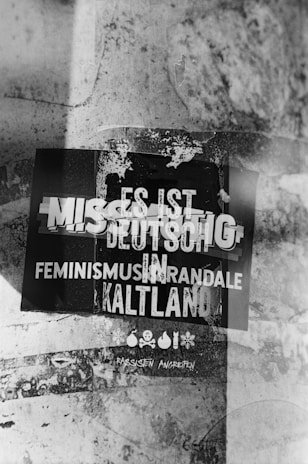 ES IST
DEUTSCH
IN
FEMINISMUS RANDALE
KALTLAND
RASSISTEN ANGREIFEN